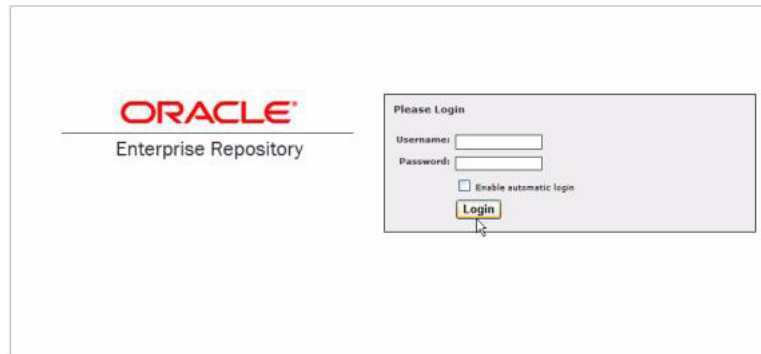 ORACLE
Enterprise Repository
Please Login
Username:
Password:
Enable automatic login
Login